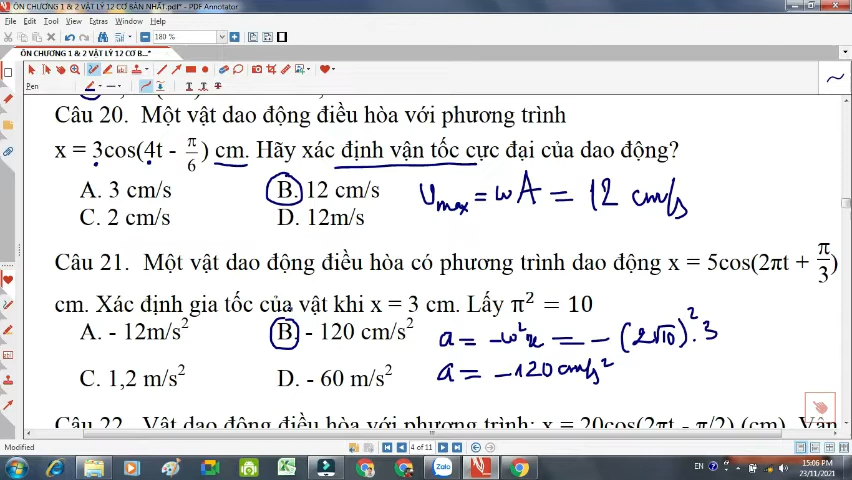 ÔN CHƯƠNG 1 & 2 VẬT LÝ 12 CƠ BẢN NHẤT.pdf* - PDF Annotator
File Edit Tool View Extras Window Help
180 %
ÔN CHƯƠNG 1 & 2 VẬT LÝ 12 CƠ B...*
Pen
Câu 20. Một vật dao động điều hòa với phương trình
x = 3cos(4t - π/6) cm. Hãy xác định vận tốc cực đại của dao động?
A. 3 cm/s B. 12 cm/s
C. 2 cm/s D. 12m/s
v max = ωA = 12 cm/s
Câu 21. Một vật dao động điều hòa có phương trình dao động x = 5cos(2πt + π/3)
cm. Xác định gia tốc của vật khi x = 3 cm. Lấy π² = 10
A. - 12m/s² B. - 120 cm/s²
a = -ω²x = -(2√10)².3
C. 1,2 m/s² D. - 60 m/s²
a = -120 cm/s²
Câu 22. Vật dao động điều hòa với phương trình: x = 20cos(2πt - π/2) (cm). Vận
Modified
4 of 11
Zalo
EN
15:06 PM
23/11/2021